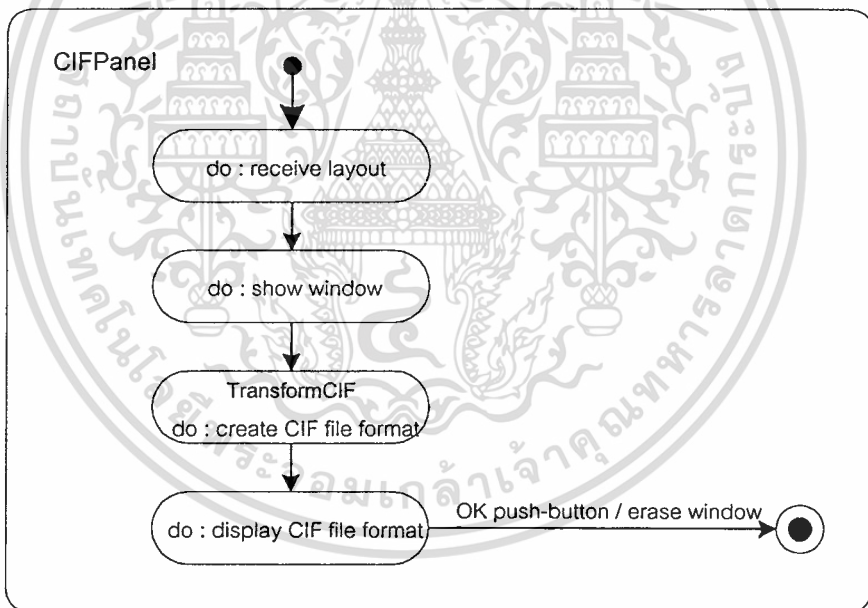 CIFPanel
do : receive layout
do : show window
TransformCIF
do : create CIF file format
do : display CIF file format
OK push-button / erase window